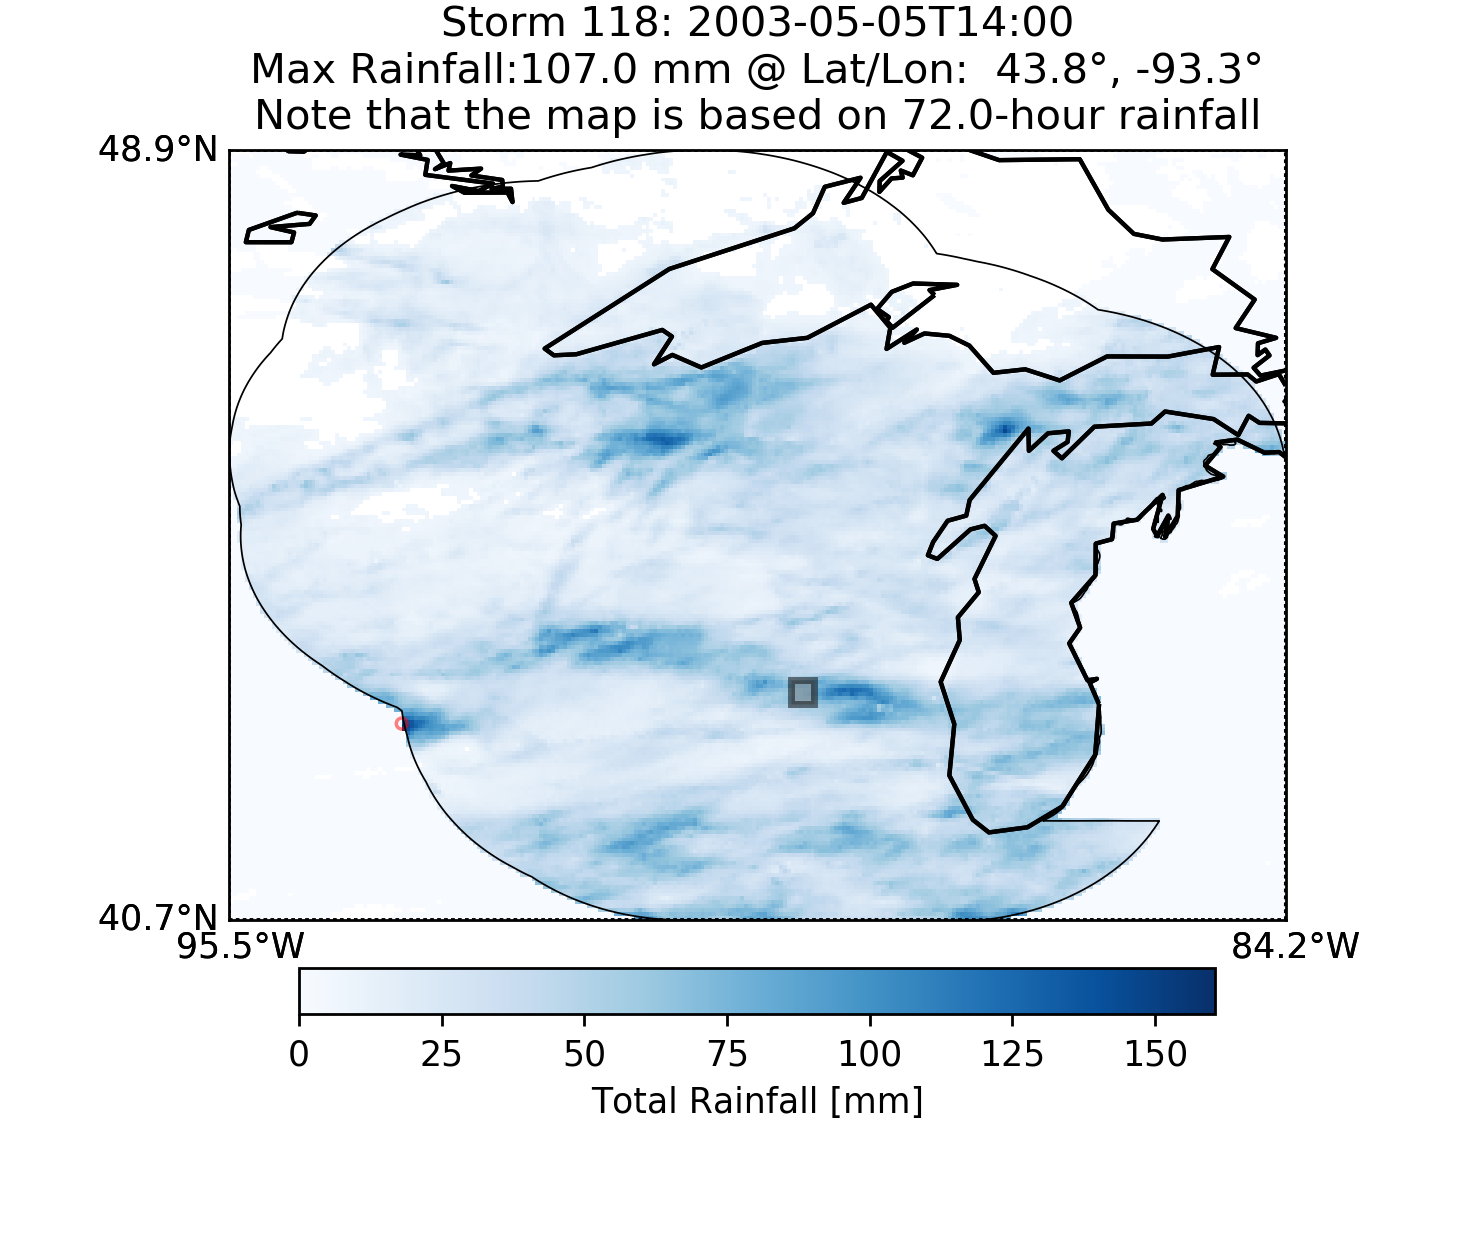 Storm 118: 2003-05-05T14:00
Max Rainfall:107.0 mm @ Lat/Lon:  43.8°, -93.3°
Note that the map is based on 72.0-hour rainfall
48.9°N
40.7°N
95.5°W
84.2°W
0 25 50 75 100 125 150
Total Rainfall [mm]